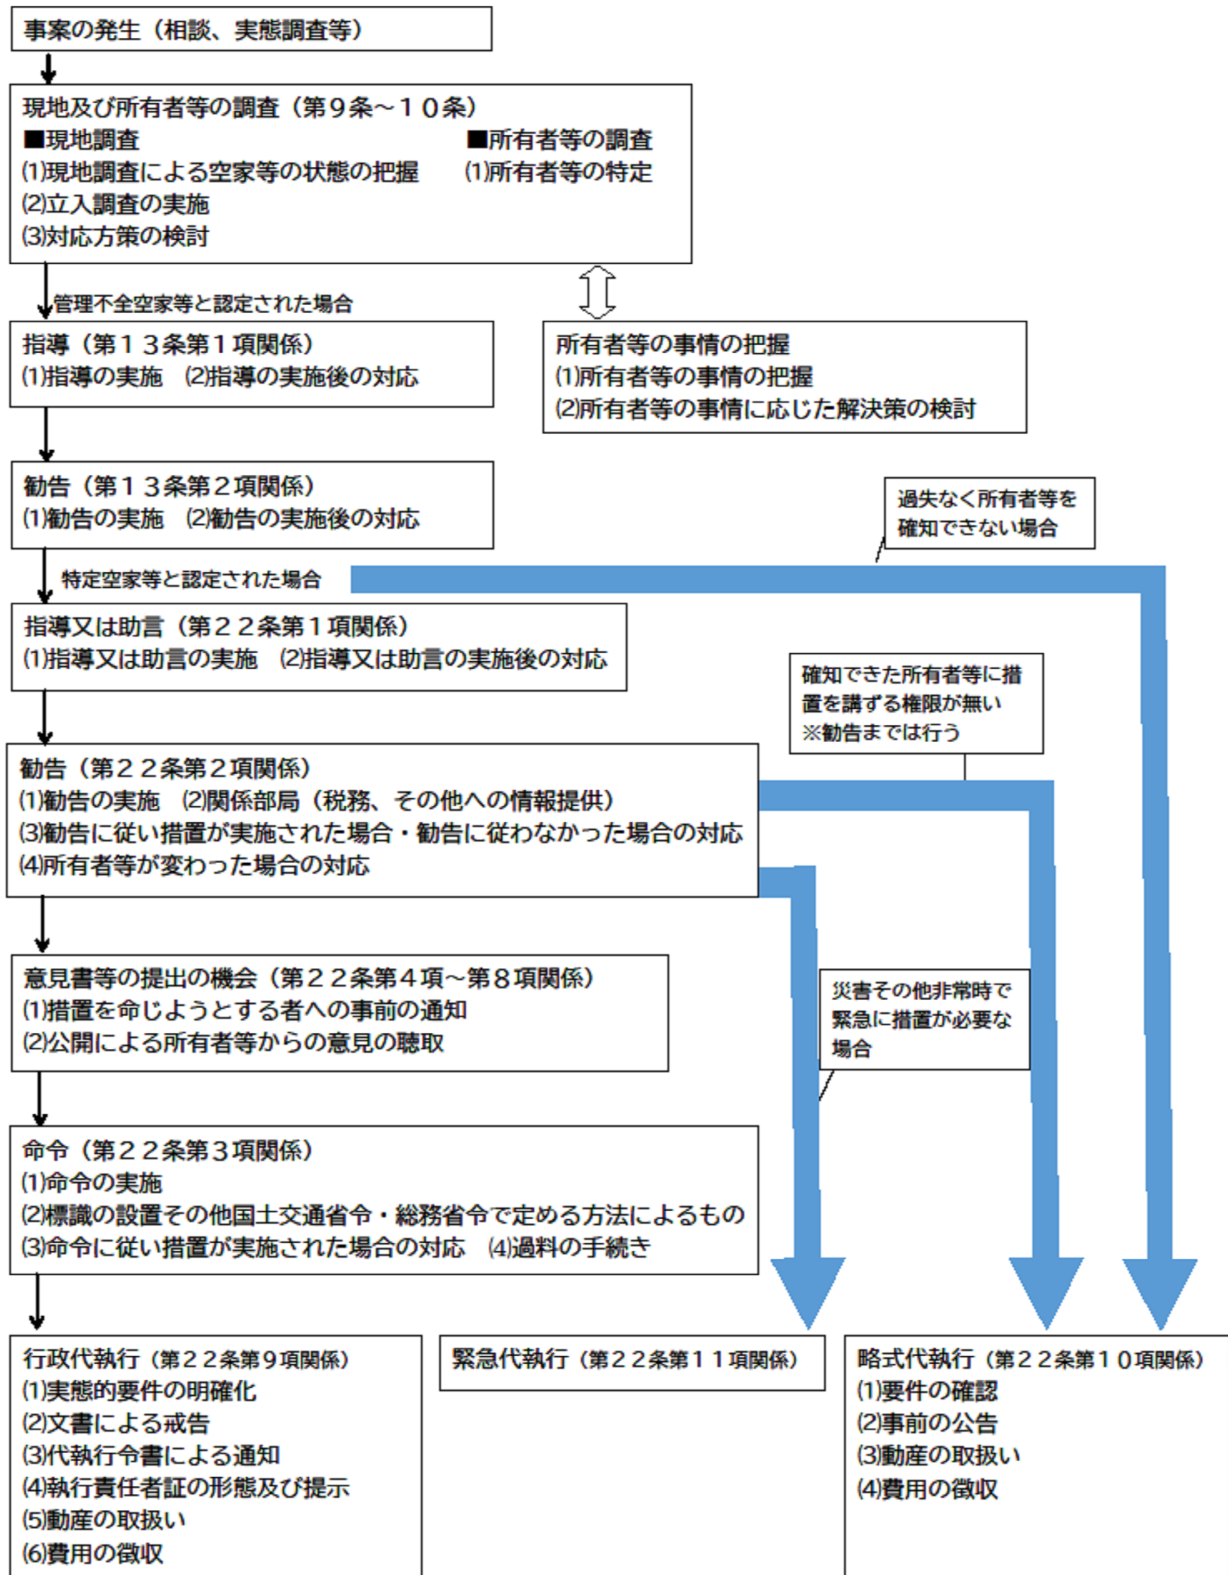 事案の発生（相談、実態調査等）
現地及び所有者等の調査（第９条～１０条）
■現地調査
⑴現地調査による空家等の状態の把握
⑵立入調査の実施
⑶対応方策の検討
■所有者等の調査
⑴所有者等の特定
管理不全空家等と認定された場合
指導（第１３条第１項関係）
⑴指導の実施　⑵指導の実施後の対応
所有者等の事情の把握
⑴所有者等の事情の把握
⑵所有者等の事情に応じた解決策の検討
勧告（第１３条第２項関係）
⑴勧告の実施　⑵勧告の実施後の対応
過失なく所有者等を
確知できない場合
特定空家等と認定された場合
指導又は助言（第２２条第１項関係）
⑴指導又は助言の実施　⑵指導又は助言の実施後の対応
確知できた所有者等に措
置を講ずる権限が無い
※勧告までは行う
勧告（第２２条第２項関係）
⑴勧告の実施　⑵関係部局（税務、その他への情報提供）
⑶勧告に従い措置が実施された場合・勧告に従わなかった場合の対応
⑷所有者等が変わった場合の対応
意見書等の提出の機会（第２２条第４項～第８項関係）
⑴措置を命じようとする者への事前の通知
⑵公開による所有者等からの意見の聴取
災害その他非常時で
緊急に措置が必要な
場合
命令（第２２条第３項関係）
⑴命令の実施
⑵標識の設置その他国土交通省令・総務省令で定める方法によるもの
⑶命令に従い措置が実施された場合の対応　⑷過料の手続き
行政代執行（第２２条第９項関係）
⑴実態的要件の明確化
⑵文書による戒告
⑶代執行令書による通知
⑷執行責任者証の形態及び提示
⑸動産の取扱い
⑹費用の徴収
緊急代執行（第２２条第１１項関係）
略式代執行（第２２条第１０項関係）
⑴要件の確認
⑵事前の公告
⑶動産の取扱い
⑷費用の徴収